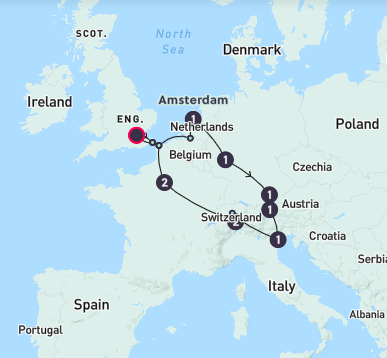 SCOT.
North
Sea
Denmark
Ireland
Amsterdam
1
ENG.
Netherlands
Poland
Belgium
1
Czechia
2
1
1
Austria
Switzerland
2
1
Croatia
Serbia
Italy
Spain
Portugal
Albania